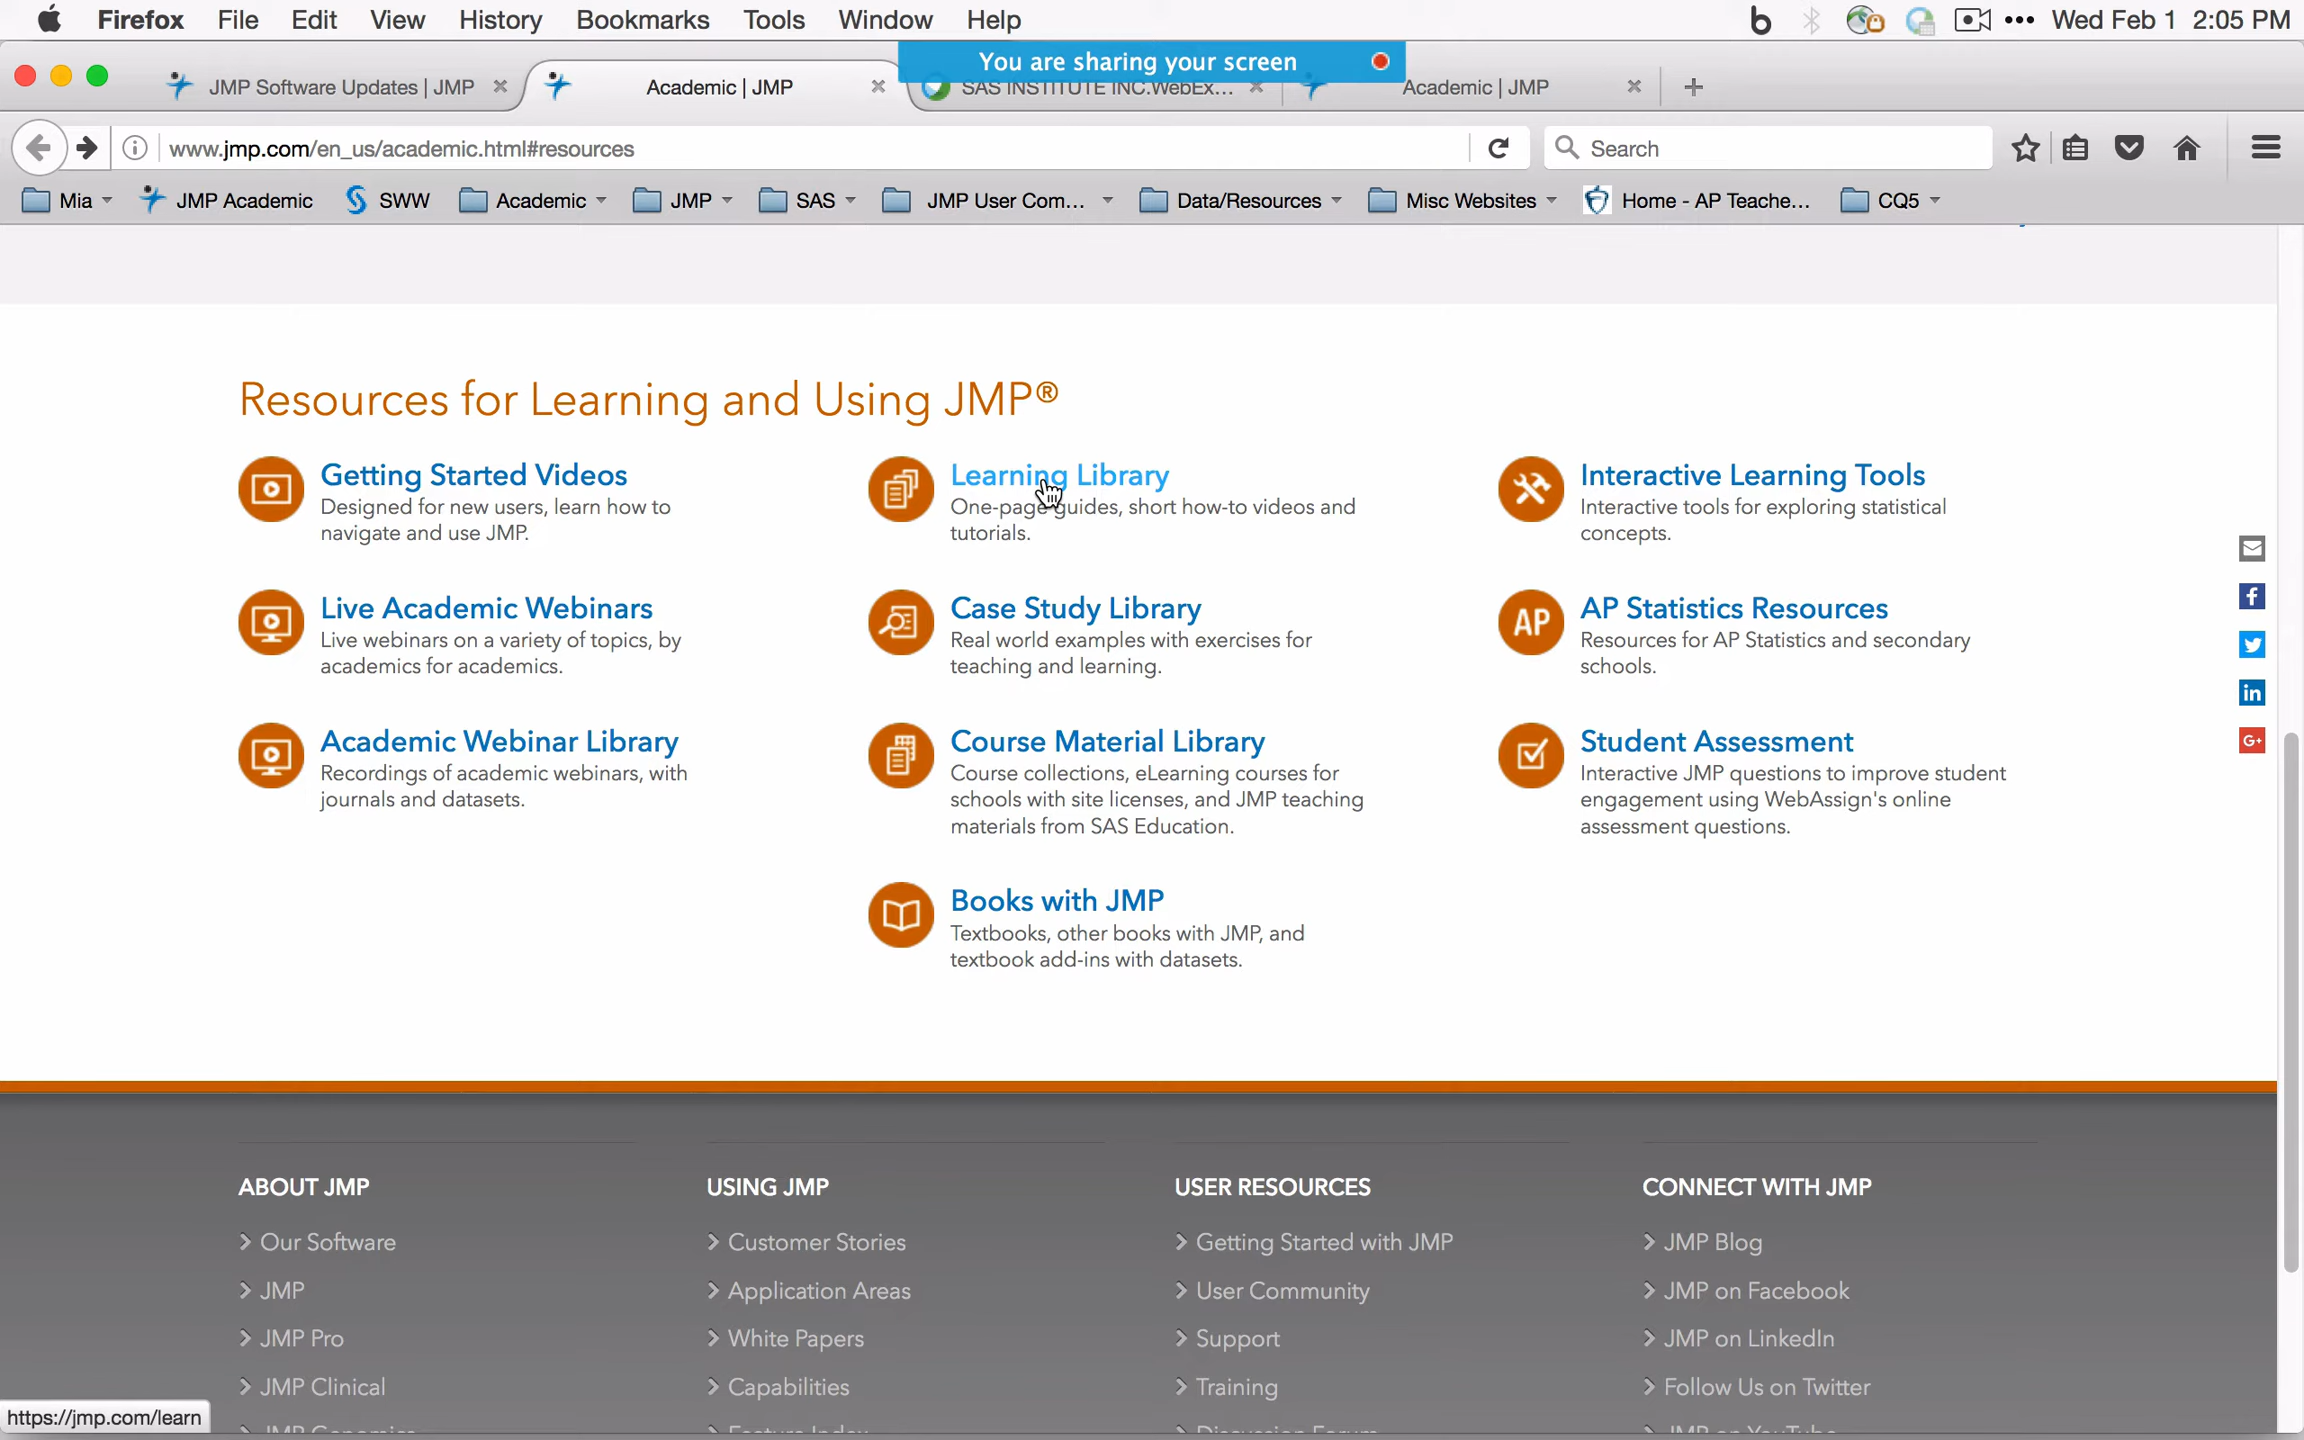 Firefox File Edit View History Bookmarks Tools Window Help Wed Feb 1 2:05 PM
You are sharing your screen
JMP Software Updates | JMP Academic | JMP SAS INSTITUTE INC.WebEx... Academic | JMP
www.jmp.com/en_us/academic.html#resources Search
Mia JMP Academic SWW Academic JMP SAS JMP User Com... Data/Resources Misc Websites Home - AP Teache... CQ5
Resources for Learning and Using JMP®
Getting Started Videos
Designed for new users, learn how to
navigate and use JMP.
Learning Library
One-page guides, short how-to videos and
tutorials.
Interactive Learning Tools
Interactive tools for exploring statistical
concepts.
Live Academic Webinars
Live webinars on a variety of topics, by
academics for academics.
Case Study Library
Real world examples with exercises for
teaching and learning.
AP
AP Statistics Resources
Resources for AP Statistics and secondary
schools.
Academic Webinar Library
Recordings of academic webinars, with
journals and datasets.
Course Material Library
Course collections, eLearning courses for
schools with site licenses, and JMP teaching
materials from SAS Education.
Student Assessment
Interactive JMP questions to improve student
engagement using WebAssign's online
assessment questions.
Books with JMP
Textbooks, other books with JMP, and
textbook add-ins with datasets.
ABOUT JMP
> Our Software
> JMP
> JMP Pro
> JMP Clinical
USING JMP
> Customer Stories
> Application Areas
> White Papers
> Capabilities
> Feature Index
USER RESOURCES
> Getting Started with JMP
> User Community
> Support
> Training
> Discussion Forum
CONNECT WITH JMP
> JMP Blog
> JMP on Facebook
> JMP on LinkedIn
> Follow Us on Twitter
> JMP on YouTube
https://jmp.com/learn